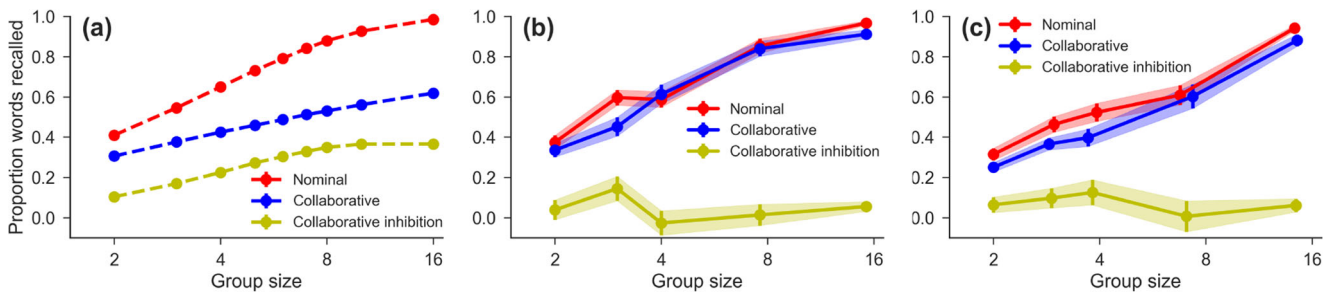 (a)
Proportion words recalled
1.0
0.8
0.6
0.4
0.2
0.0
Nominal
Collaborative
Collaborative inhibition
2 4 8 16
Group size
(b)
1.0
0.8
0.6
0.4
0.2
0.0
Nominal
Collaborative
Collaborative inhibition
2 4 8 16
Group size
(c)
1.0
0.8
0.6
0.4
0.2
0.0
Nominal
Collaborative
Collaborative inhibition
2 4 8 16
Group size